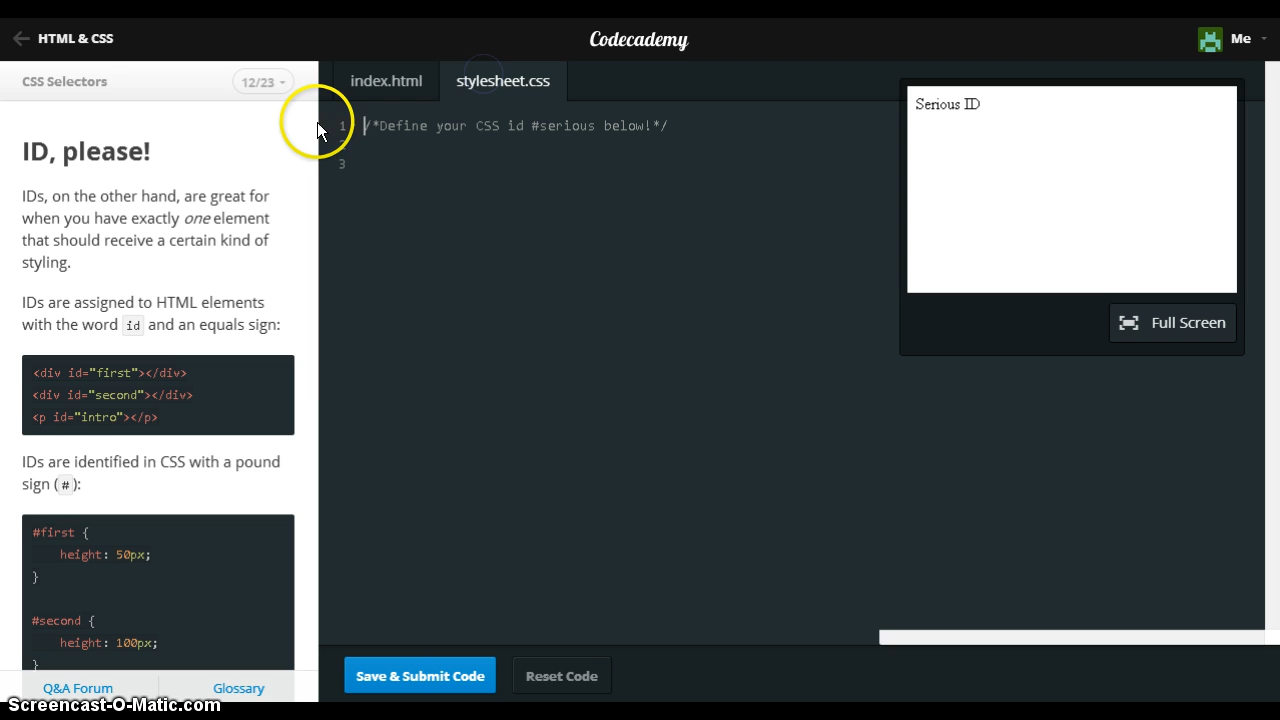 HTML & CSS
Codecademy
Me
CSS Selectors
12/23
index.html
stylesheet.css
1
/*Define your CSS id #serious below!*/
3
Serious ID
Full Screen
ID, please!
IDs, on the other hand, are great for
when you have exactly one element
that should receive a certain kind of
styling.
IDs are assigned to HTML elements
with the word id and an equals sign:
<div id="first"></div>
<div id="second"></div>
<p id="intro"></p>
IDs are identified in CSS with a pound
sign (#):
#first {
height: 50px;
}
#second {
height: 100px;
}
Save & Submit Code
Reset Code
Q&A Forum
Glossary
Screencast-O-Matic.com